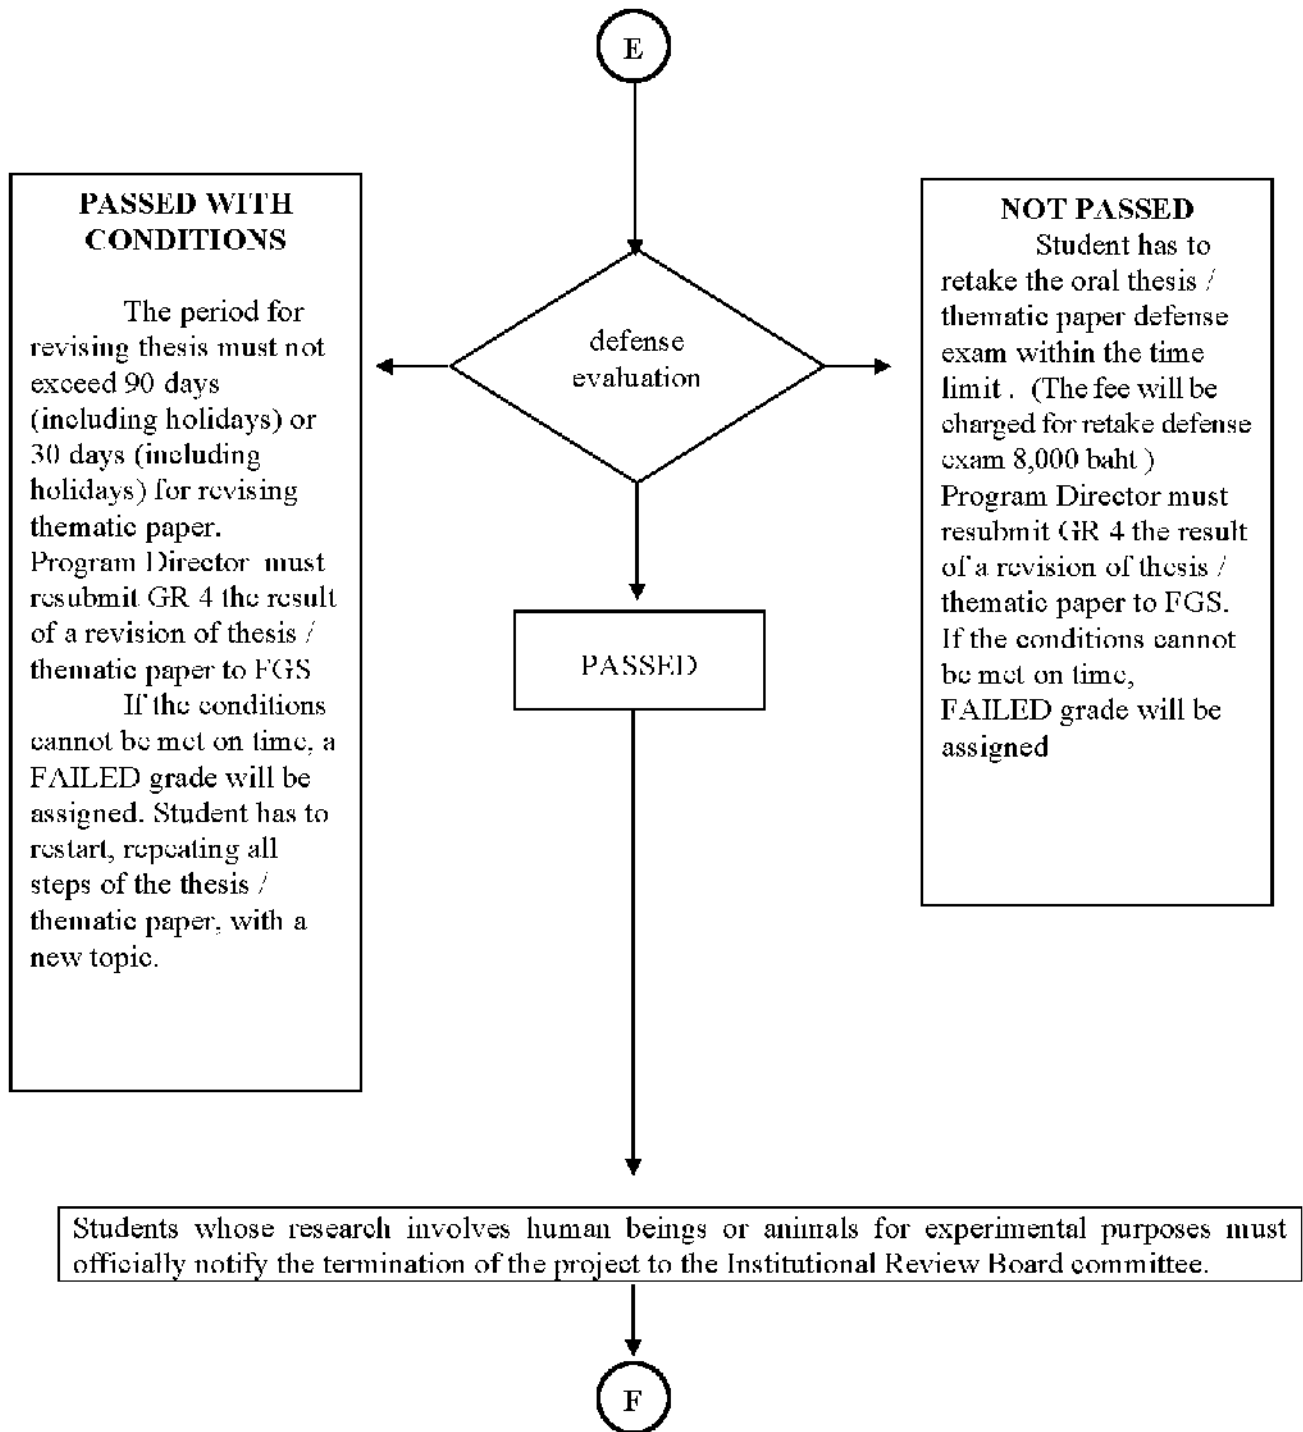 E
PASSED WITH
CONDITIONS
The period for
revising thesis must not
exceed 90 days
(including holidays) or
30 days (including
holidays) for revising
thematic paper.
Program Director must
resubmit GR 4 the result
of a revision of thesis /
thematic paper to FGS
If the conditions
cannot be met on time, a
FAILED grade will be
assigned. Student has to
restart, repeating all
steps of the thesis /
thematic paper, with a
new topic.
defense
evaluation
NOT PASSED
Student has to
retake the oral thesis /
thematic paper defense
exam within the time
limit . (The fee will be
charged for retake defense
exam 8,000 baht )
Program Director must
resubmit GR 4 the result
of a revision of thesis /
thematic paper to FGS.
If the conditions cannot
be met on time,
FAILED grade will be
assigned
PASSED
Students whose research involves human beings or animals for experimental purposes must
officially notify the termination of the project to the Institutional Review Board committee.
F